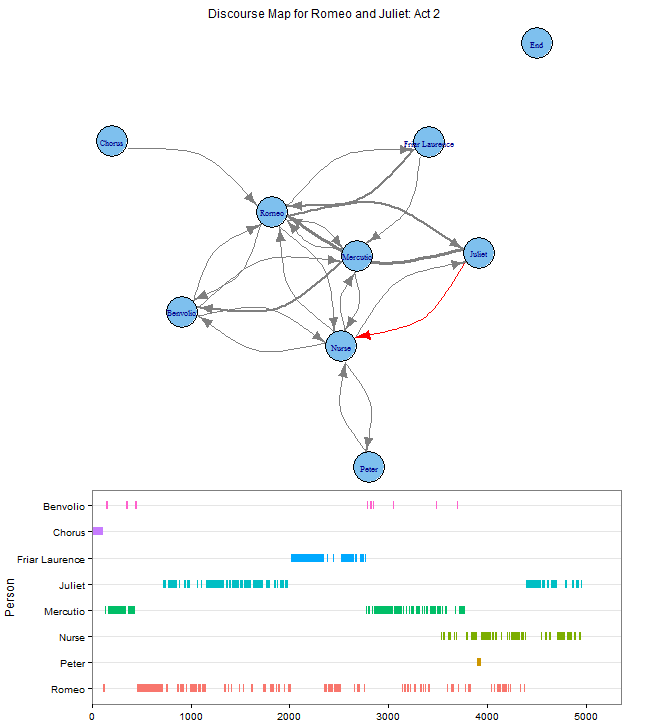 Discourse Map for Romeo and Juliet: Act 2
End
Chorus
Friar Laurence
Romeo
Mercutio
Juliet
Benvolio
Nurse
Peter
Person
Benvolio
Chorus
Friar Laurence
Juliet
Mercutio
Nurse
Peter
Romeo
0 1000 2000 3000 4000 5000